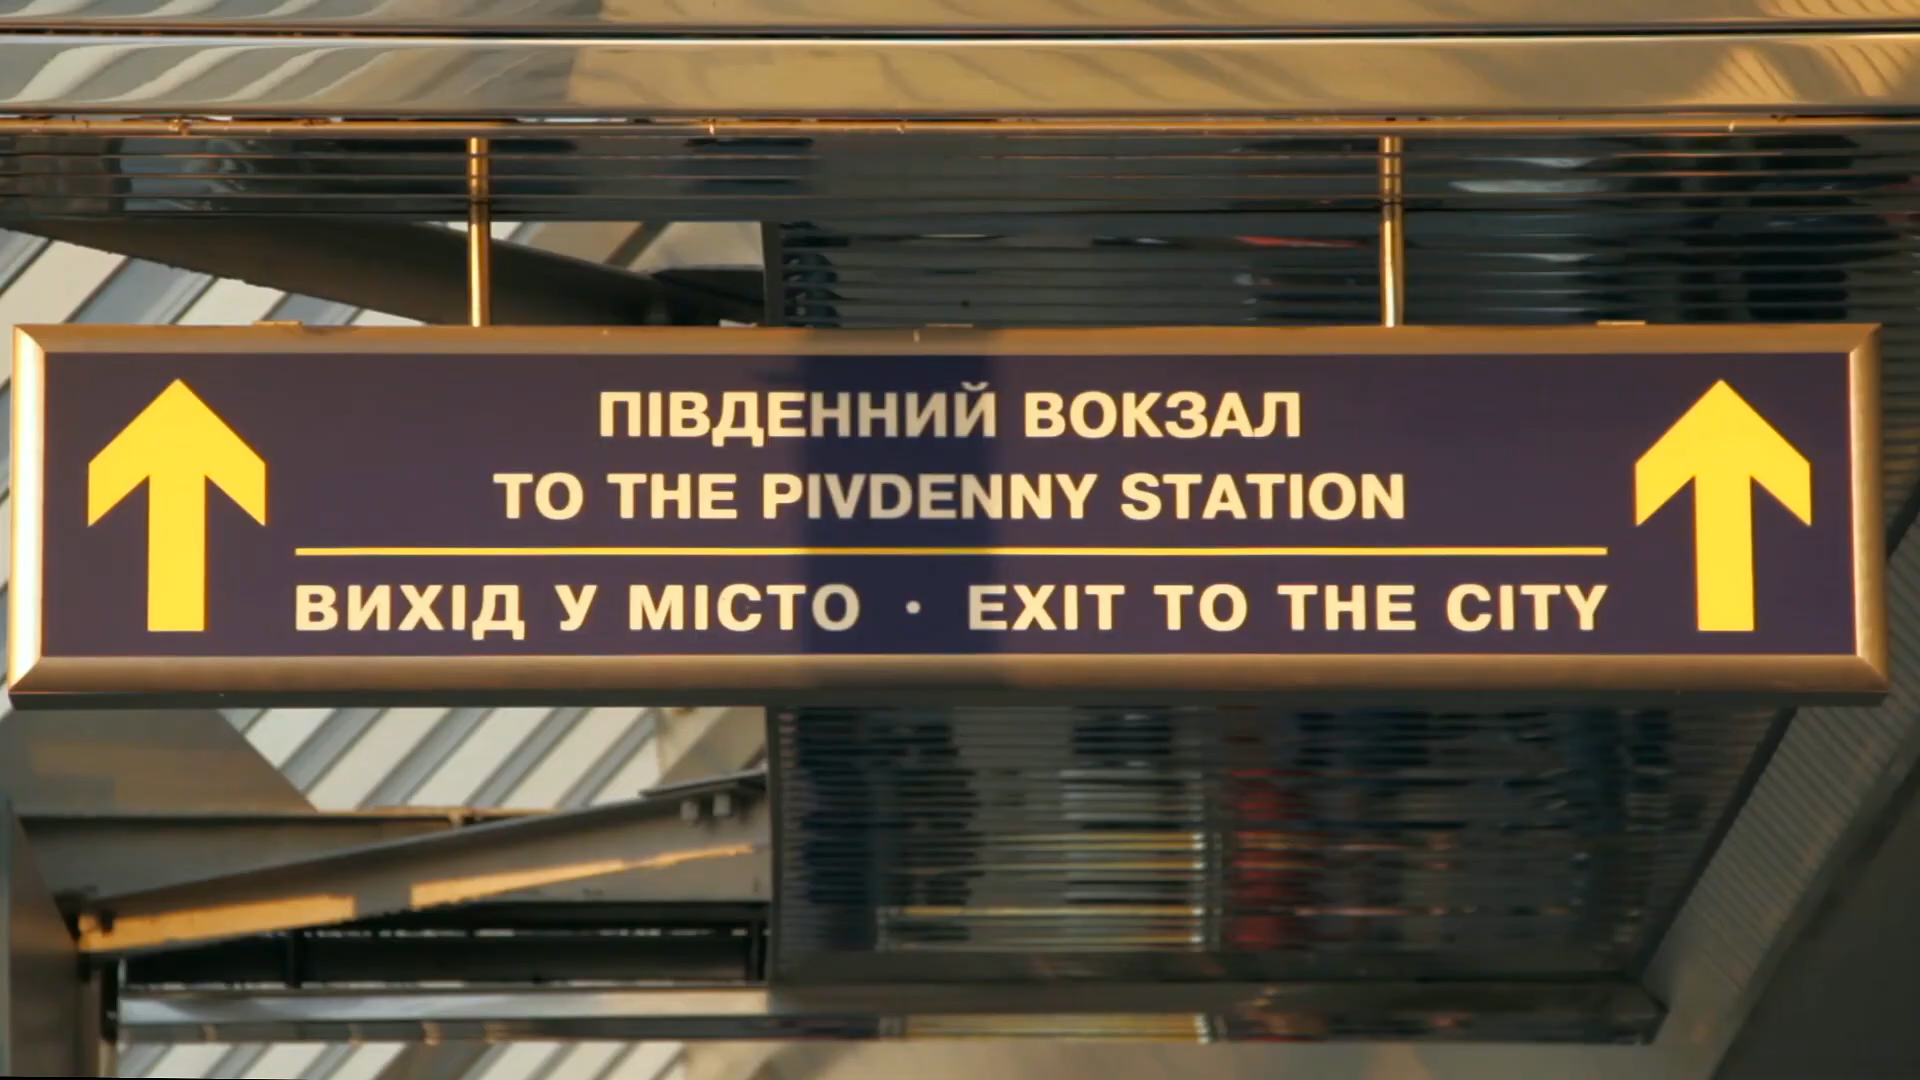 ПІВДЕННИЙ ВОКЗАЛ
TO THE PIVDENNY STATION
ВИХІД У МІСТО · EXIT TO THE CITY